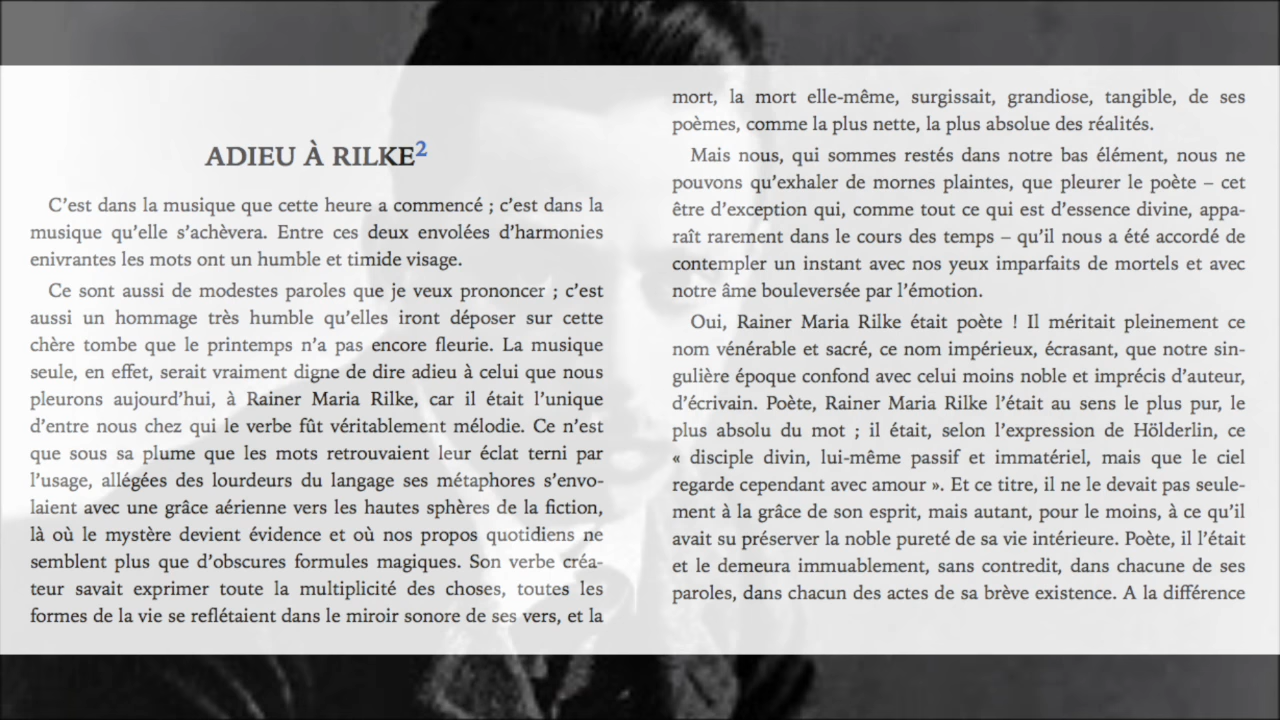 ADIEU À RILKE2
C’est dans la musique que cette heure a commencé ; c’est dans la
musique qu’elle s’achèvera. Entre ces deux envolées d’harmonies
enivrantes les mots ont un humble et timide visage.
Ce sont aussi de modestes paroles que je veux prononcer ; c’est
aussi un hommage très humble qu’elles iront déposer sur cette
chère tombe que le printemps n’a pas encore fleurie. La musique
seule, en effet, serait vraiment digne de dire adieu à celui que nous
pleurons aujourd’hui, à Rainer Maria Rilke, car il était l’unique
d’entre nous chez qui le verbe fût véritablement mélodie. Ce n’est
que sous sa plume que les mots retrouvaient leur éclat terni par
l’usage, allégées des lourdeurs du langage ses métaphores s’envo-
laient avec une grâce aérienne vers les hautes sphères de la fiction,
là où le mystère devient évidence et où nos propos quotidiens ne
semblent plus que d’obscures formules magiques. Son verbe créa-
teur savait exprimer toute la multiplicité des choses, toutes les
formes de la vie se reflétaient dans le miroir sonore de ses vers, et la
mort, la mort elle-même, surgissait, grandiose, tangible, de ses
poèmes, comme la plus nette, la plus absolue des réalités.
Mais nous, qui sommes restés dans notre bas élément, nous ne
pouvons qu’exhaler de mornes plaintes, que pleurer le poète – cet
être d’exception qui, comme tout ce qui est d’essence divine, appa-
raît rarement dans le cours des temps – qu’il nous a été accordé de
contempler un instant avec nos yeux imparfaits de mortels et avec
notre âme bouleversée par l’émotion.
Oui, Rainer Maria Rilke était poète ! Il méritait pleinement ce
nom vénérable et sacré, ce nom impérieux, écrasant, que notre sin-
gulière époque confond avec celui moins noble et imprécis d’auteur,
d’écrivain. Poète, Rainer Maria Rilke l’était au sens le plus pur, le
plus absolu du mot ; il était, selon l’expression de Hölderlin, ce
« disciple divin, lui-même passif et immatériel, mais que le ciel
regarde cependant avec amour ». Et ce titre, il ne le devait pas seule-
ment à la grâce de son esprit, mais autant, pour le moins, à ce qu’il
avait su préserver la noble pureté de sa vie intérieure. Poète, il l’était
et le demeura immuablement, sans contredit, dans chacune de ses
paroles, dans chacun des actes de sa brève existence. A la différence